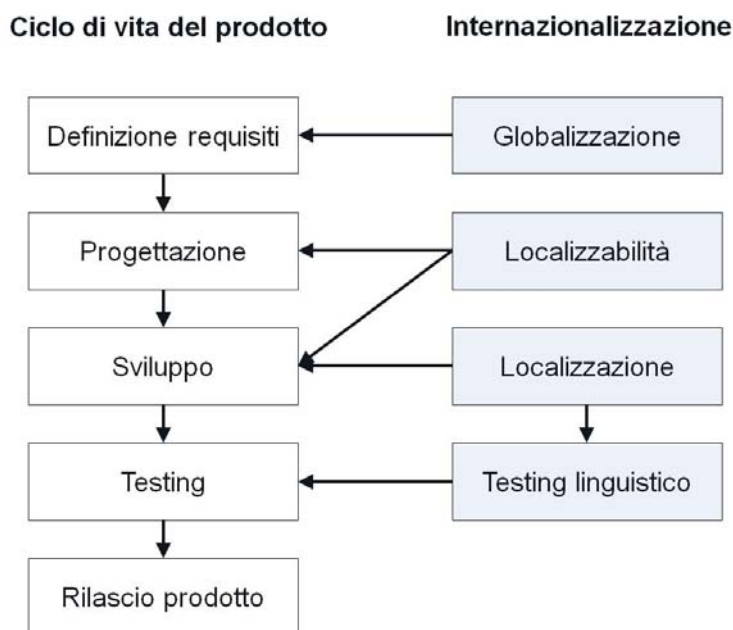 Ciclo di vita del prodotto
Internazionalizzazione
Definizione requisiti
Globalizzazione
Progettazione
Localizzabilità
Sviluppo
Localizzazione
Testing
Testing linguistico
Rilascio prodotto